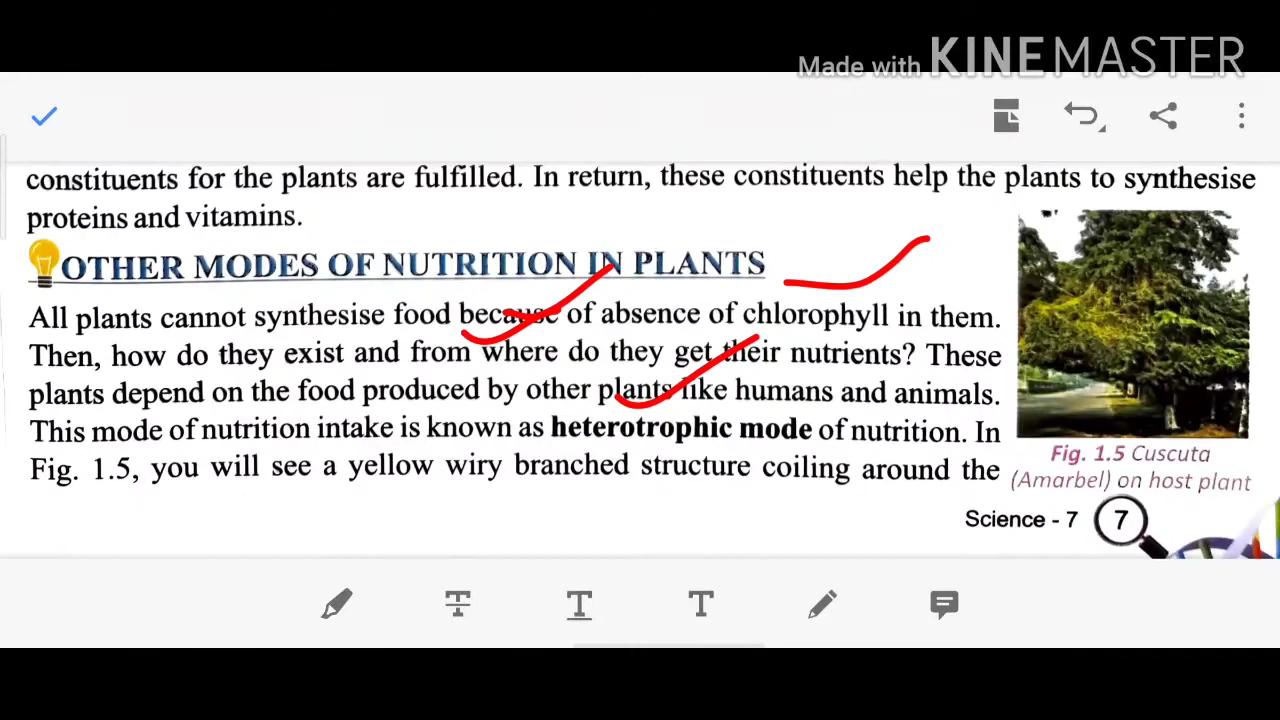 Made with KINEMASTER
constituents for the plants are fulfilled. In return, these constituents help the plants to synthesise
proteins and vitamins.
OTHER MODES OF NUTRITION IN PLANTS
All plants cannot synthesise food because of absence of chlorophyll in them.
Then, how do they exist and from where do they get their nutrients? These
plants depend on the food produced by other plants like humans and animals.
This mode of nutrition intake is known as heterotrophic mode of nutrition. In
Fig. 1.5, you will see a yellow wiry branched structure coiling around the
Fig. 1.5 Cuscuta
(Amarbel) on host plant
Science - 7 7
T
T
T